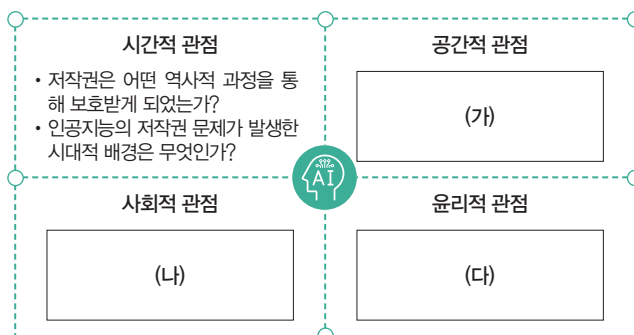 시간적 관점
• 저작권은 어떤 역사적 과정을 통
해 보호받게 되었는가?
• 인공지능의 저작권 문제가 발생한
시대적 배경은 무엇인가?
공간적 관점
(가)
AI
사회적 관점
(나)
윤리적 관점
(다)